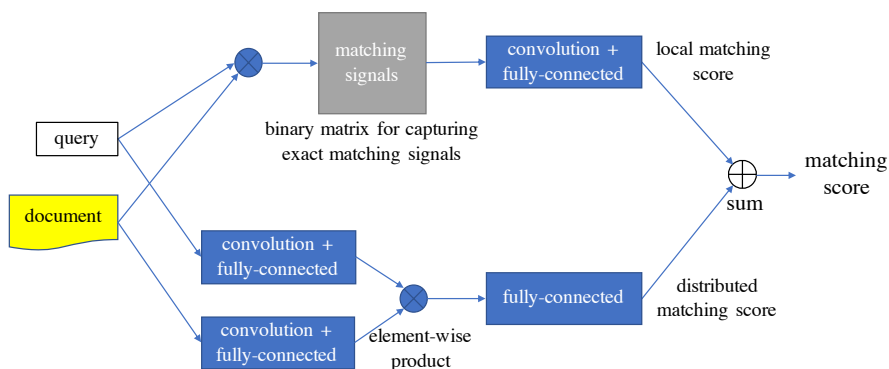 matching
signals
convolution +
fully-connected
local matching
score
binary matrix for capturing
exact matching signals
query
document
matching
score
sum
convolution +
fully-connected
convolution +
fully-connected
element-wise
product
fully-connected
distributed
matching score